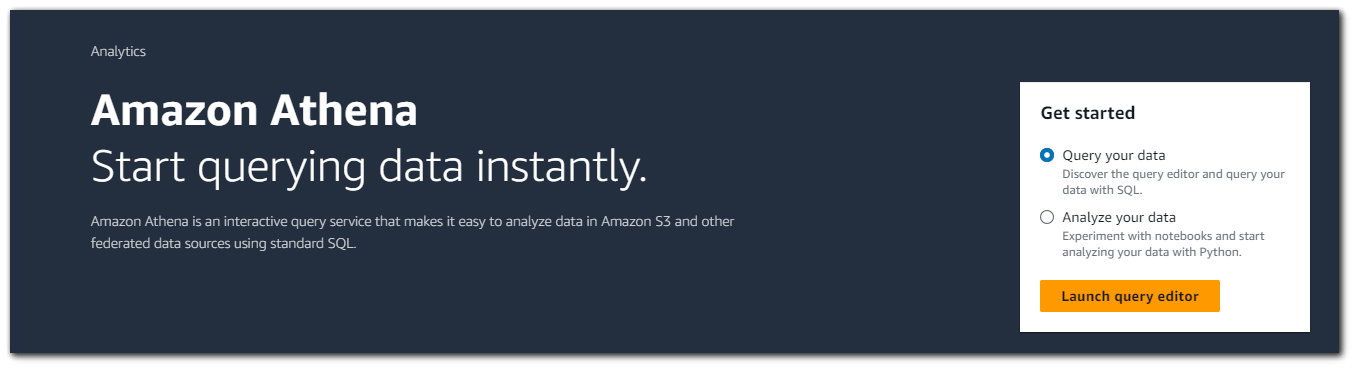 Analytics
Amazon Athena
Start querying data instantly.
Amazon Athena is an interactive query service that makes it easy to analyze data in Amazon S3 and other
federated data sources using standard SQL.
Get started
Query your data
Discover the query editor and query your
data with SQL.
Analyze your data
Experiment with notebooks and start
analyzing your data with Python.
Launch query editor